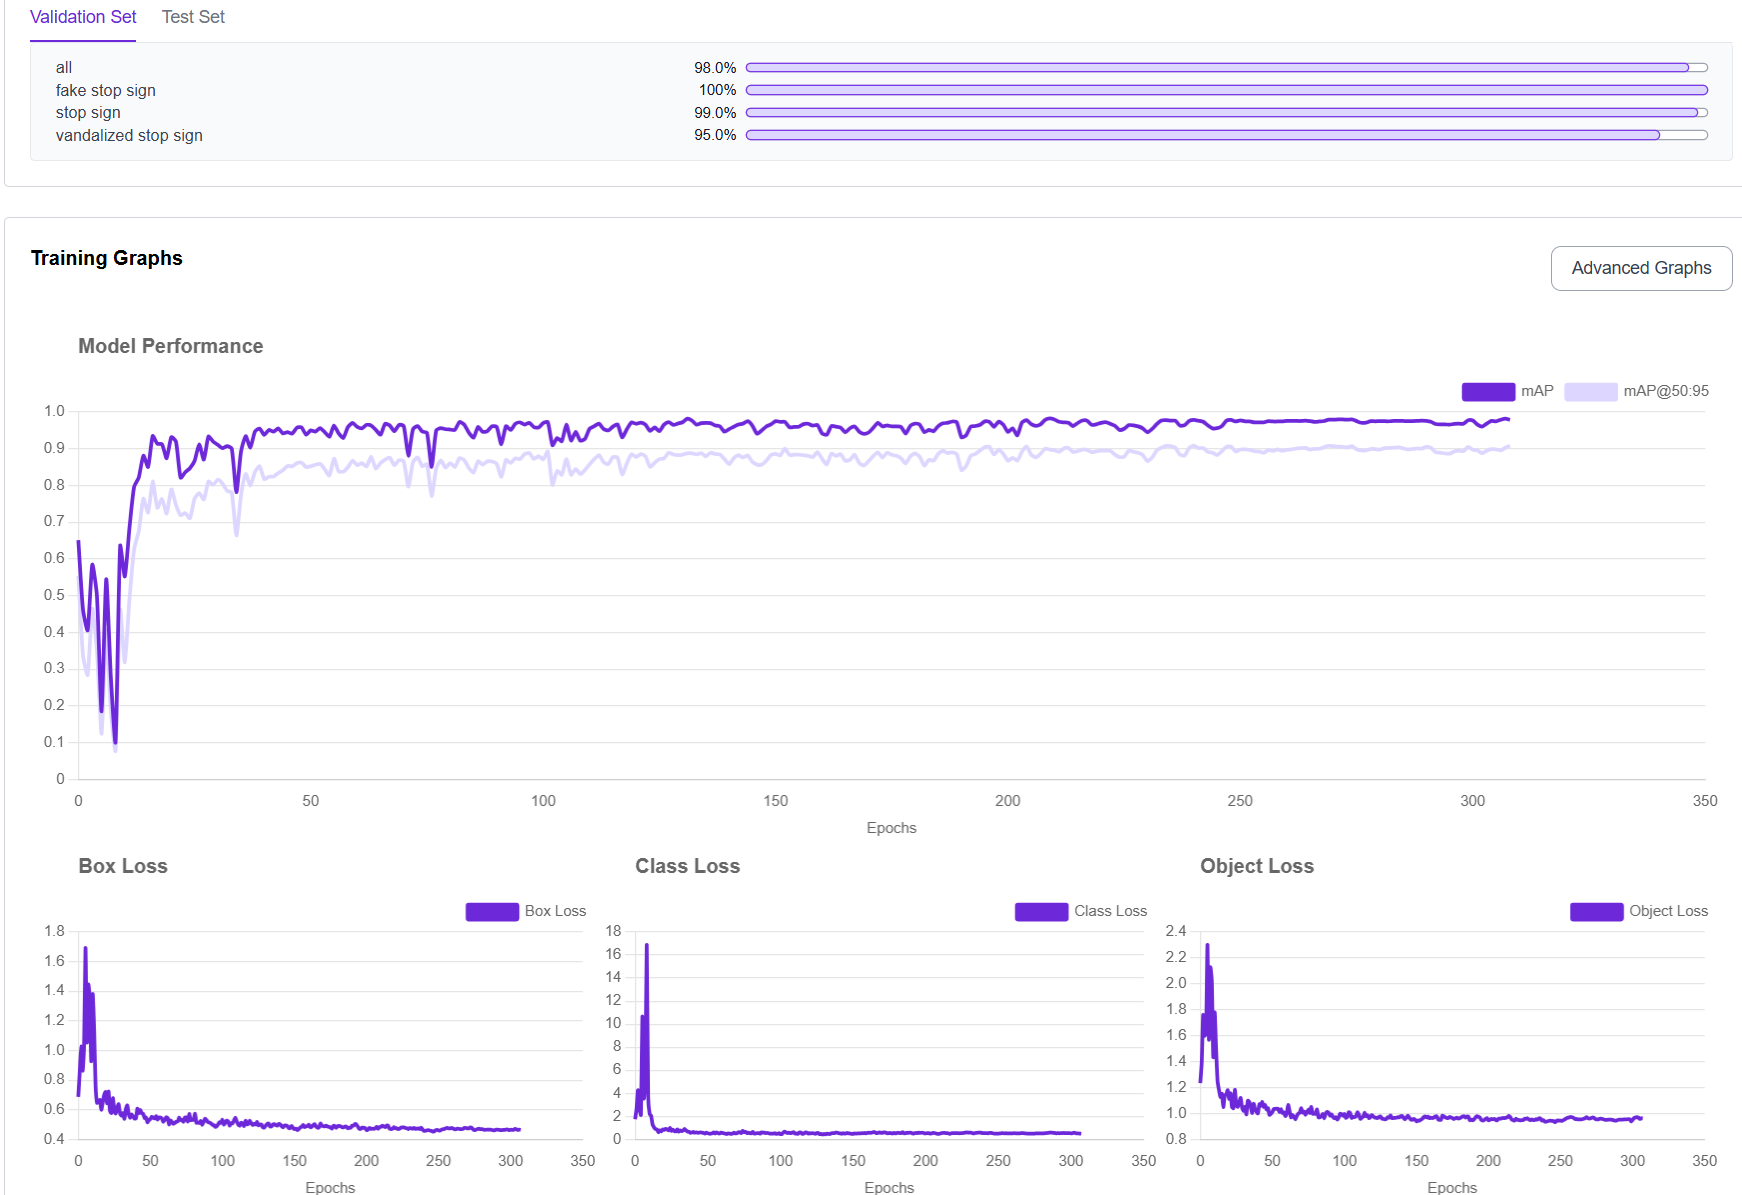 Validation Set Test Set
all 98.0%
fake stop sign 100%
stop sign 99.0%
vandalized stop sign 95.0%
Training Graphs
Advanced Graphs
Model Performance
mAP mAP@50:95
1.0
0.9
0.8
0.7
0.6
0.5
0.4
0.3
0.2
0.1
0
0 50 100 150 200 250 300 350
Epochs
Box Loss
Box Loss
1.8
1.6
1.4
1.2
1.0
0.8
0.6
0.4
0 50 100 150 200 250 300 350
Epochs
Class Loss
Class Loss
18
16
14
12
10
8
6
4
2
0
0 50 100 150 200 250 300 350
Epochs
Object Loss
Object Loss
2.4
2.2
2.0
1.8
1.6
1.4
1.2
1.0
0.8
0 50 100 150 200 250 300 350
Epochs